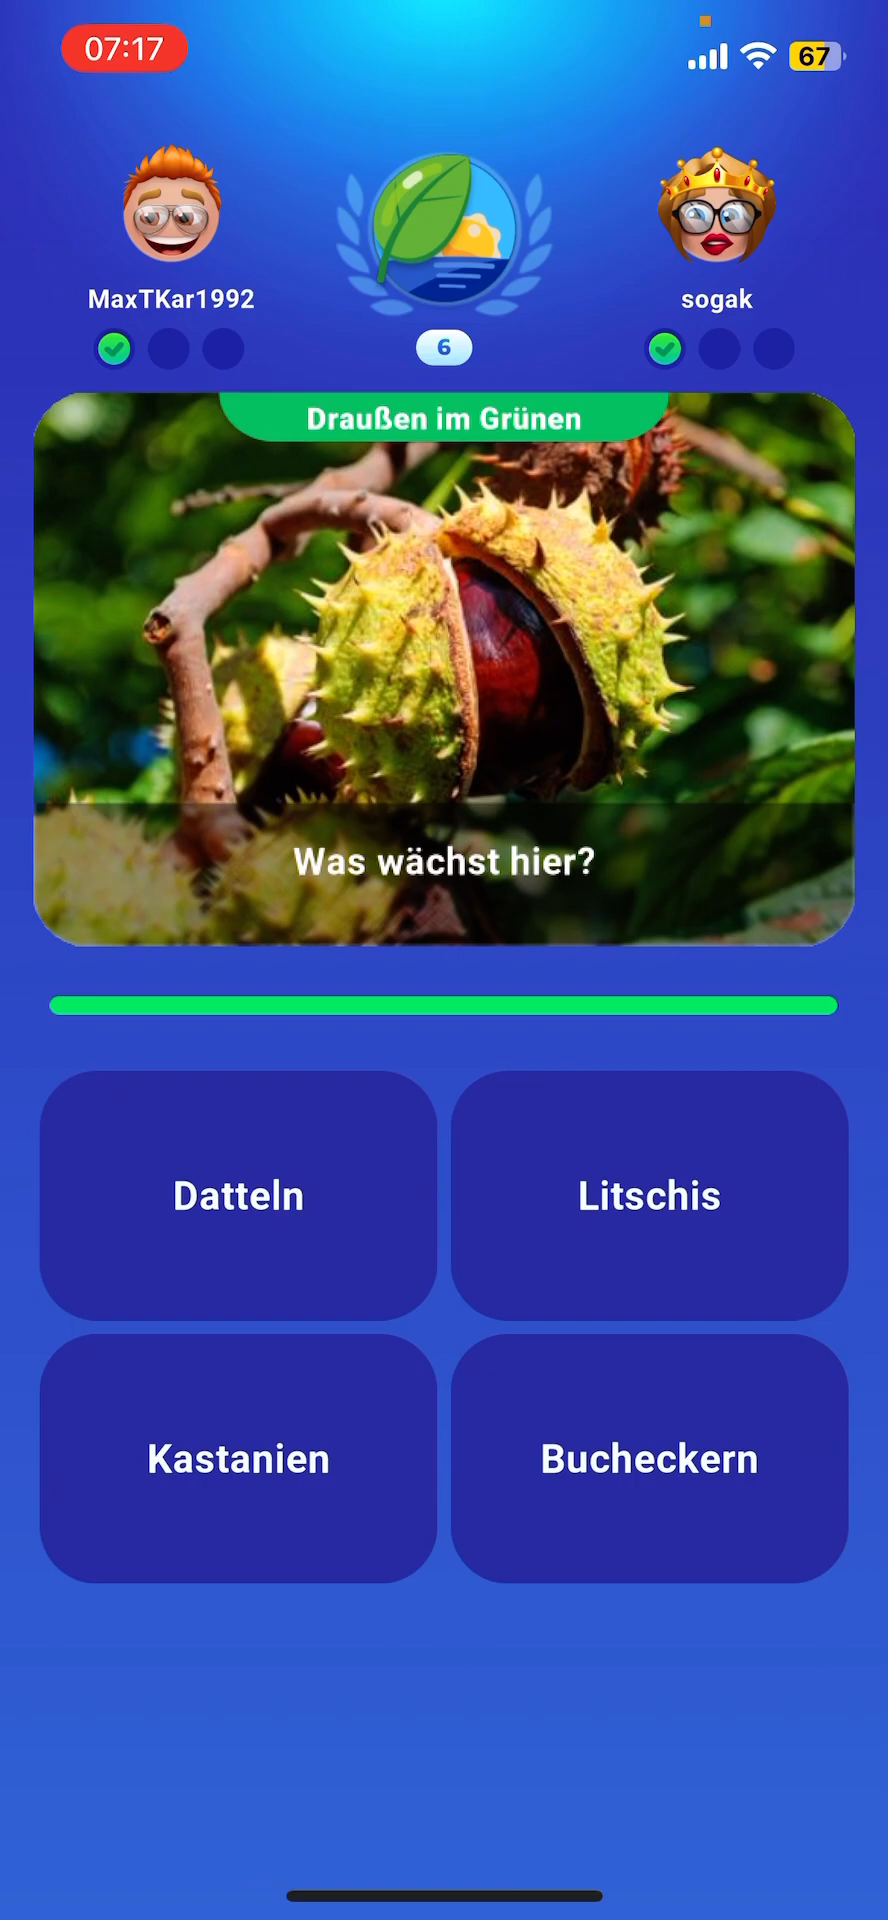 07:17
67
MaxTKar1992
sogak
6
Draußen im Grünen
Was wächst hier?
Datteln
Litschis
Kastanien
Bucheckern